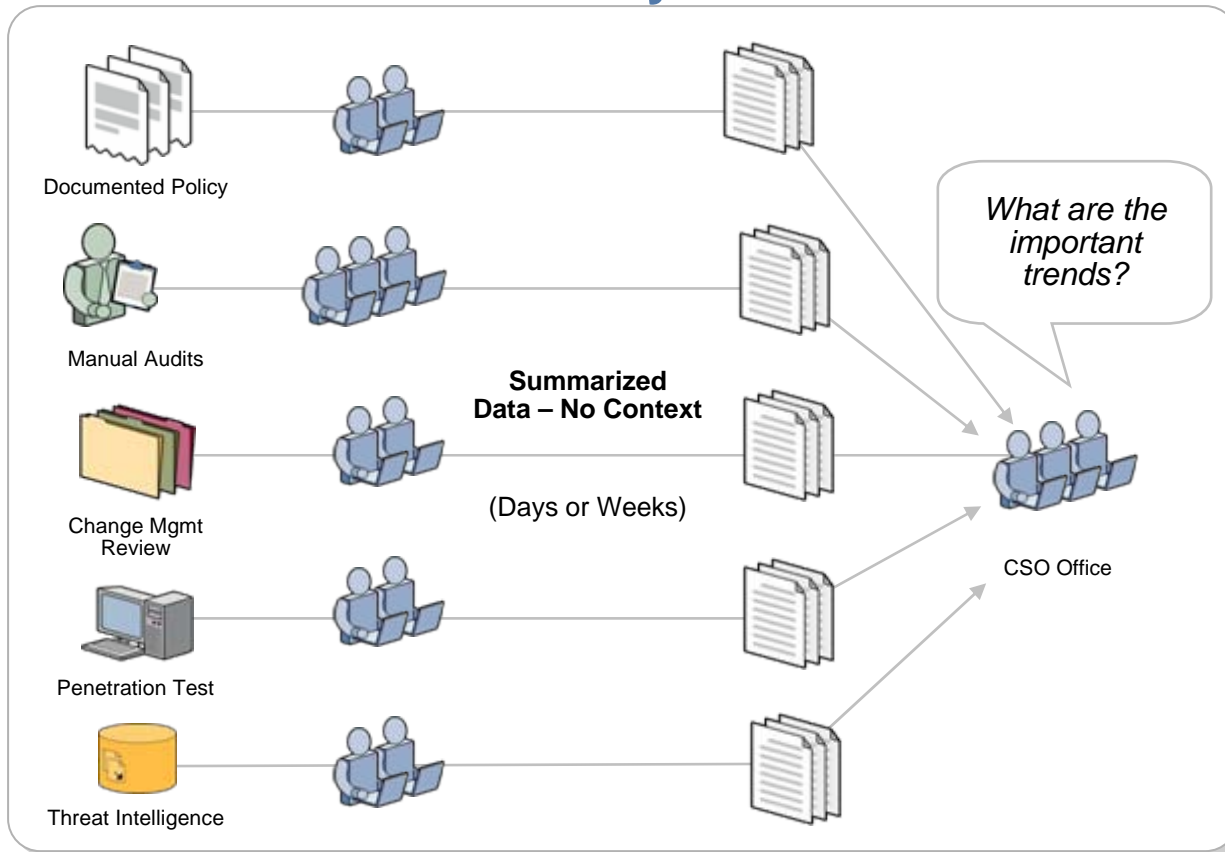 Documented Policy
What are the
important
trends?
Manual Audits
Summarized
Data – No Context
(Days or Weeks)
Change Mgmt
Review
CSO Office
Penetration Test
Threat Intelligence